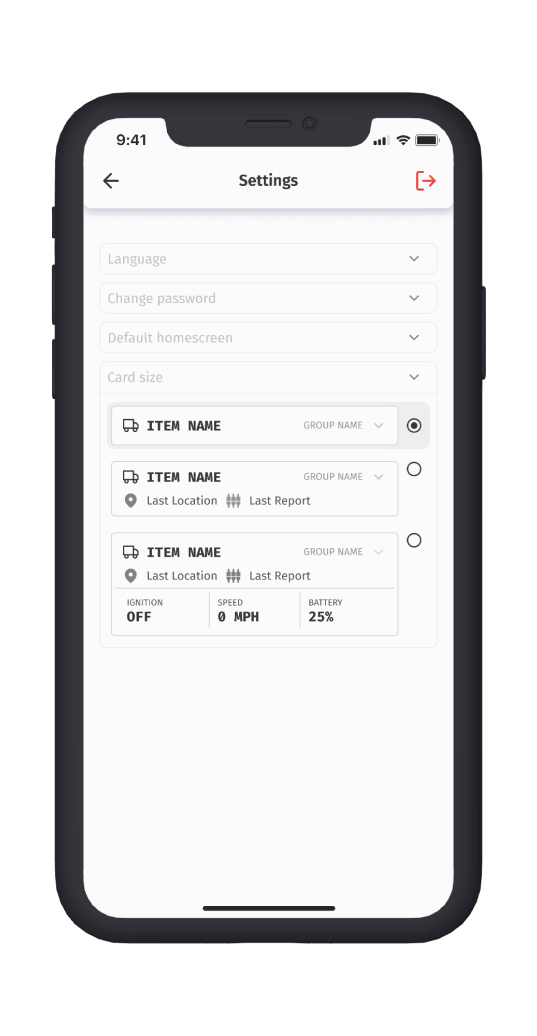 9:41
Settings
Language
Change password
Default homescreen
Card size
ITEM NAME GROUP NAME
ITEM NAME GROUP NAME
Last Location Last Report
ITEM NAME GROUP NAME
Last Location Last Report
IGNITION SPEED BATTERY
OFF 0 MPH 25%